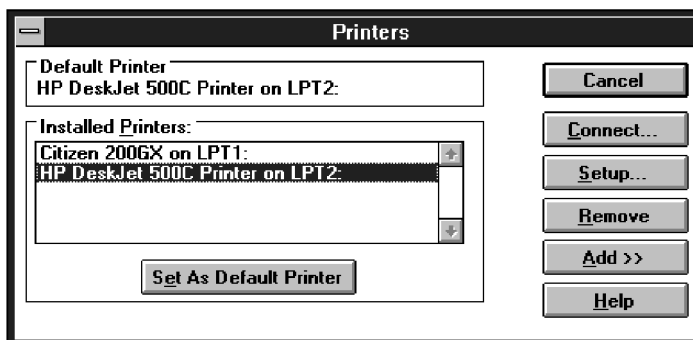 Printers
Default Printer
HP DeskJet 500C Printer on LPT2:
Installed Printers:
Citizen 200GX on LPT1:
HP DeskJet 500C Printer on LPT2:
Set As Default Printer
Cancel
Connect...
Setup...
Remove
Add >>
Help